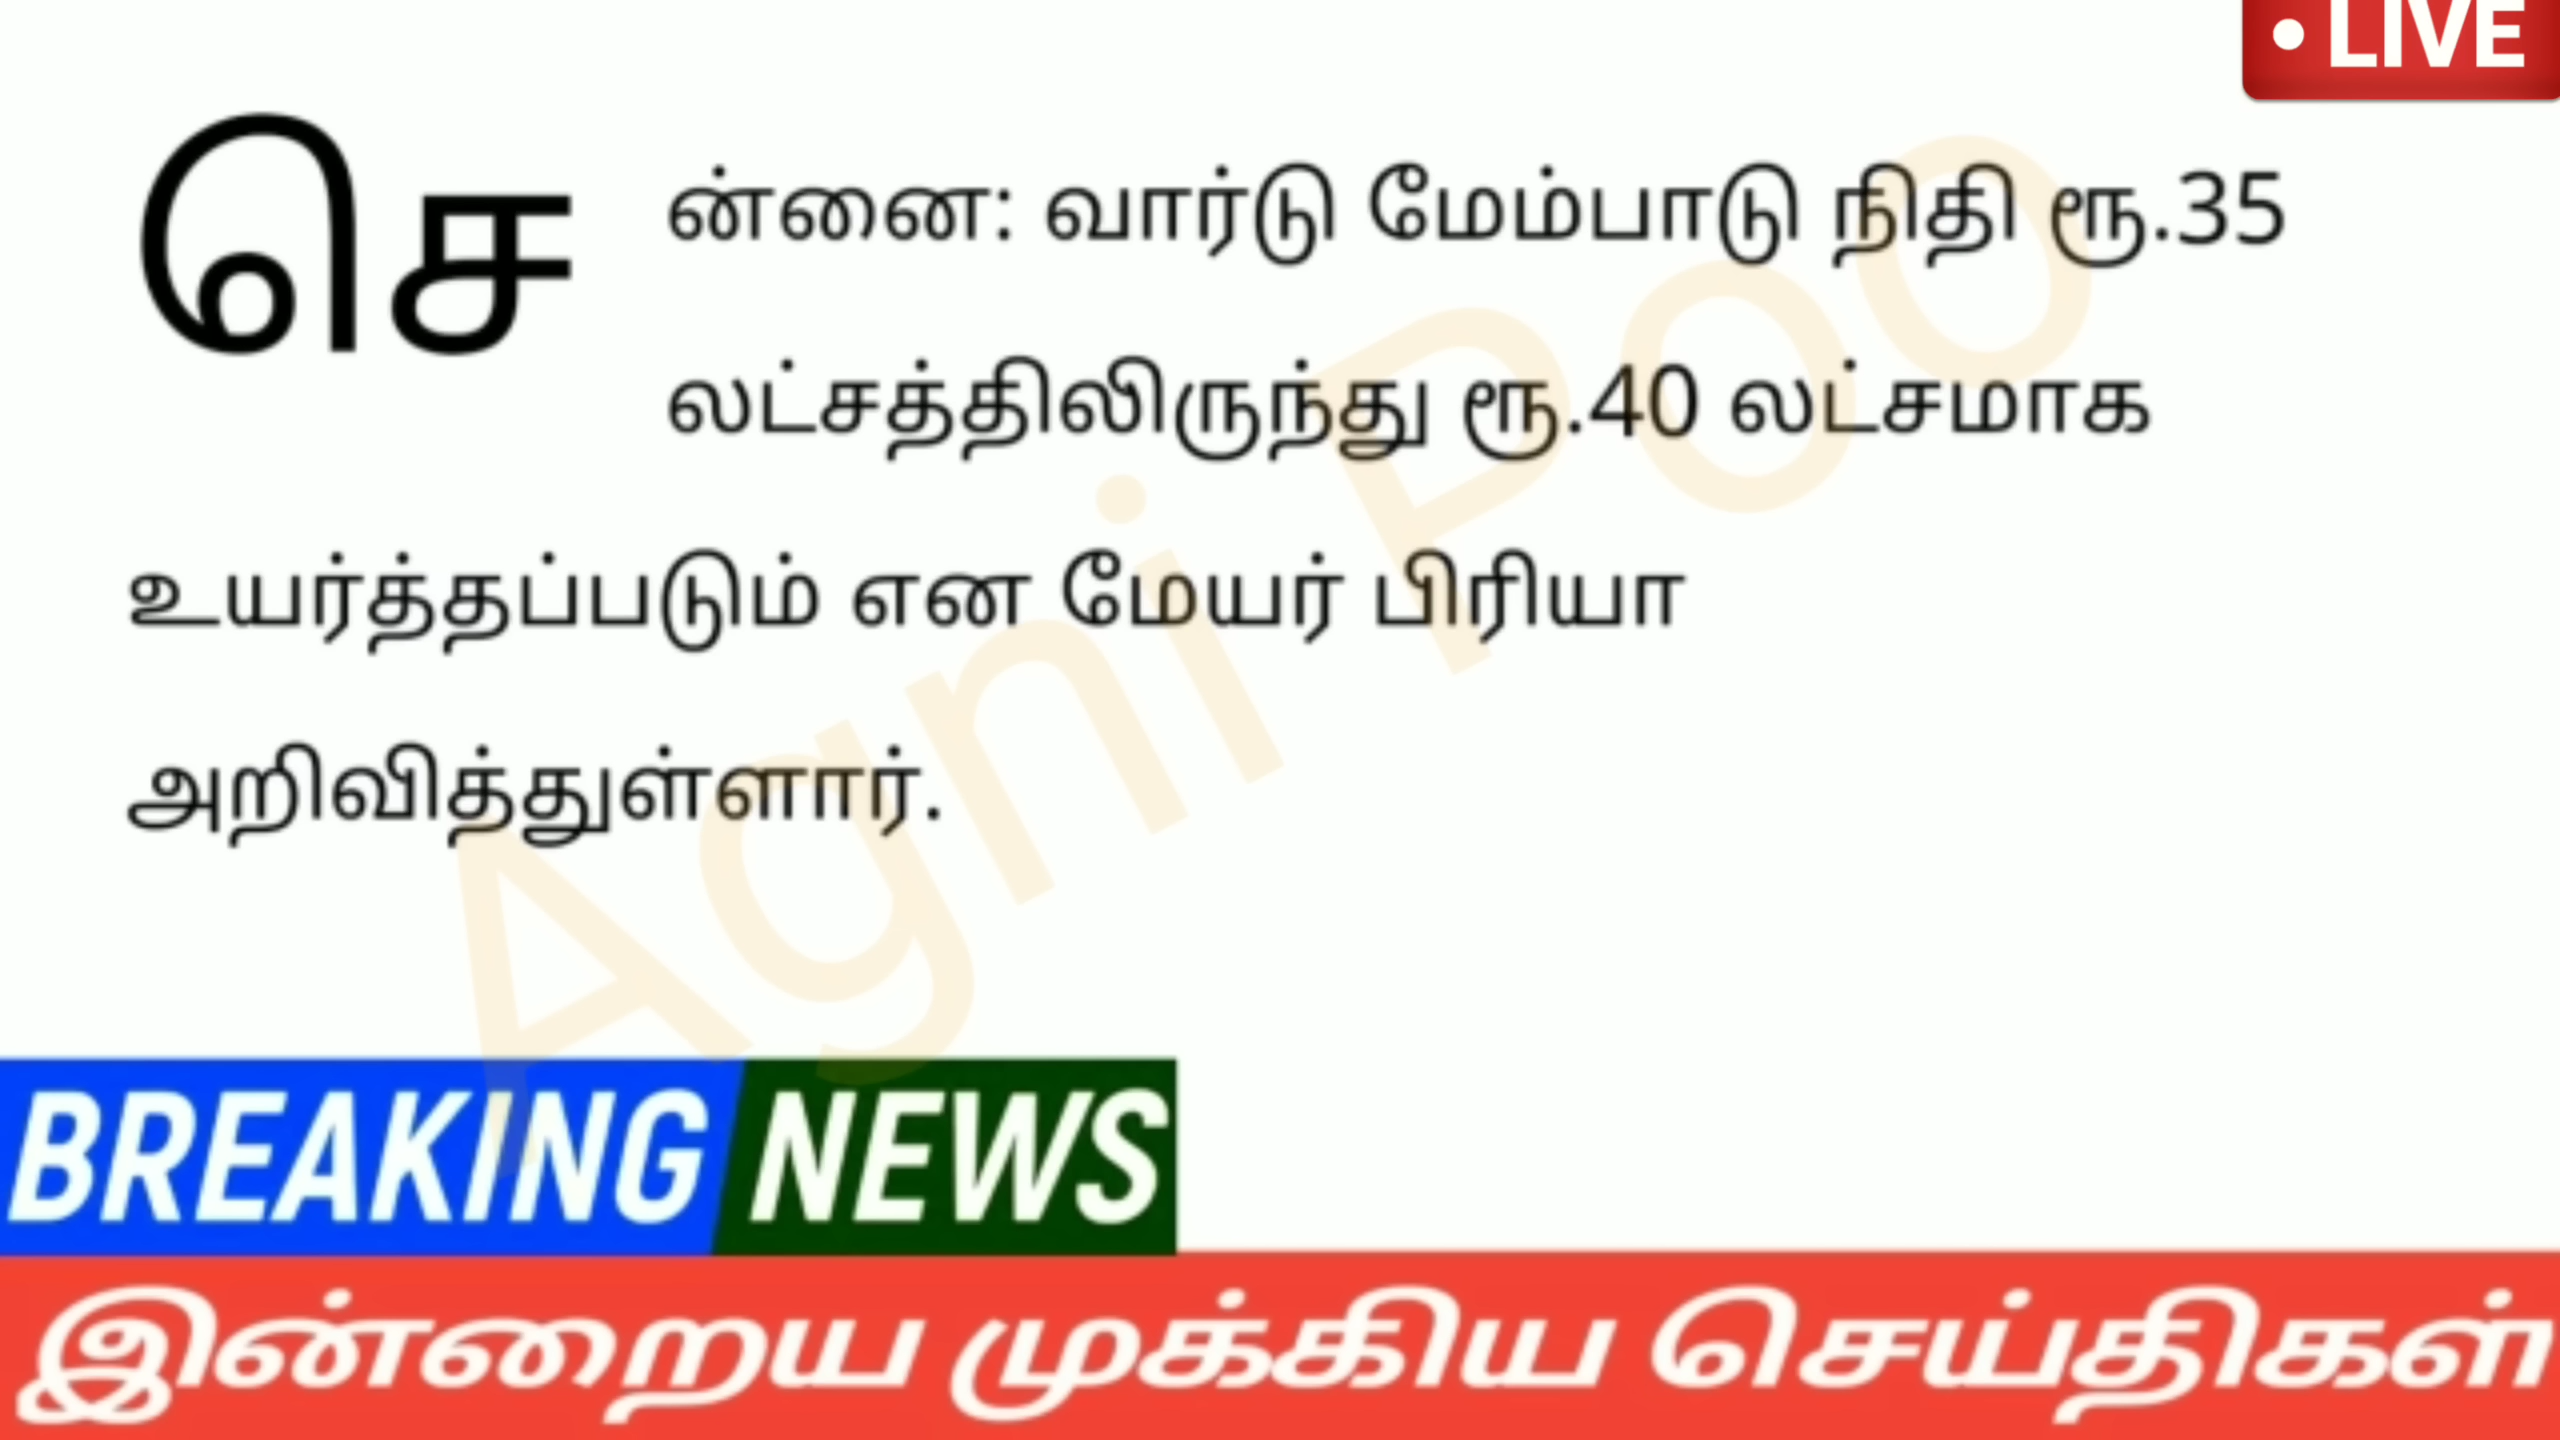 • LIVE
சென்னை: வார்டு மேம்பாடு நிதி ரூ.35
லட்சத்திலிருந்து ரூ.40 லட்சமாக
உயர்த்தப்படும் என மேயர் பிரியா
அறிவித்துள்ளார்.
Agni Poo
BREAKING NEWS
இன்றைய முக்கிய செய்திகள்